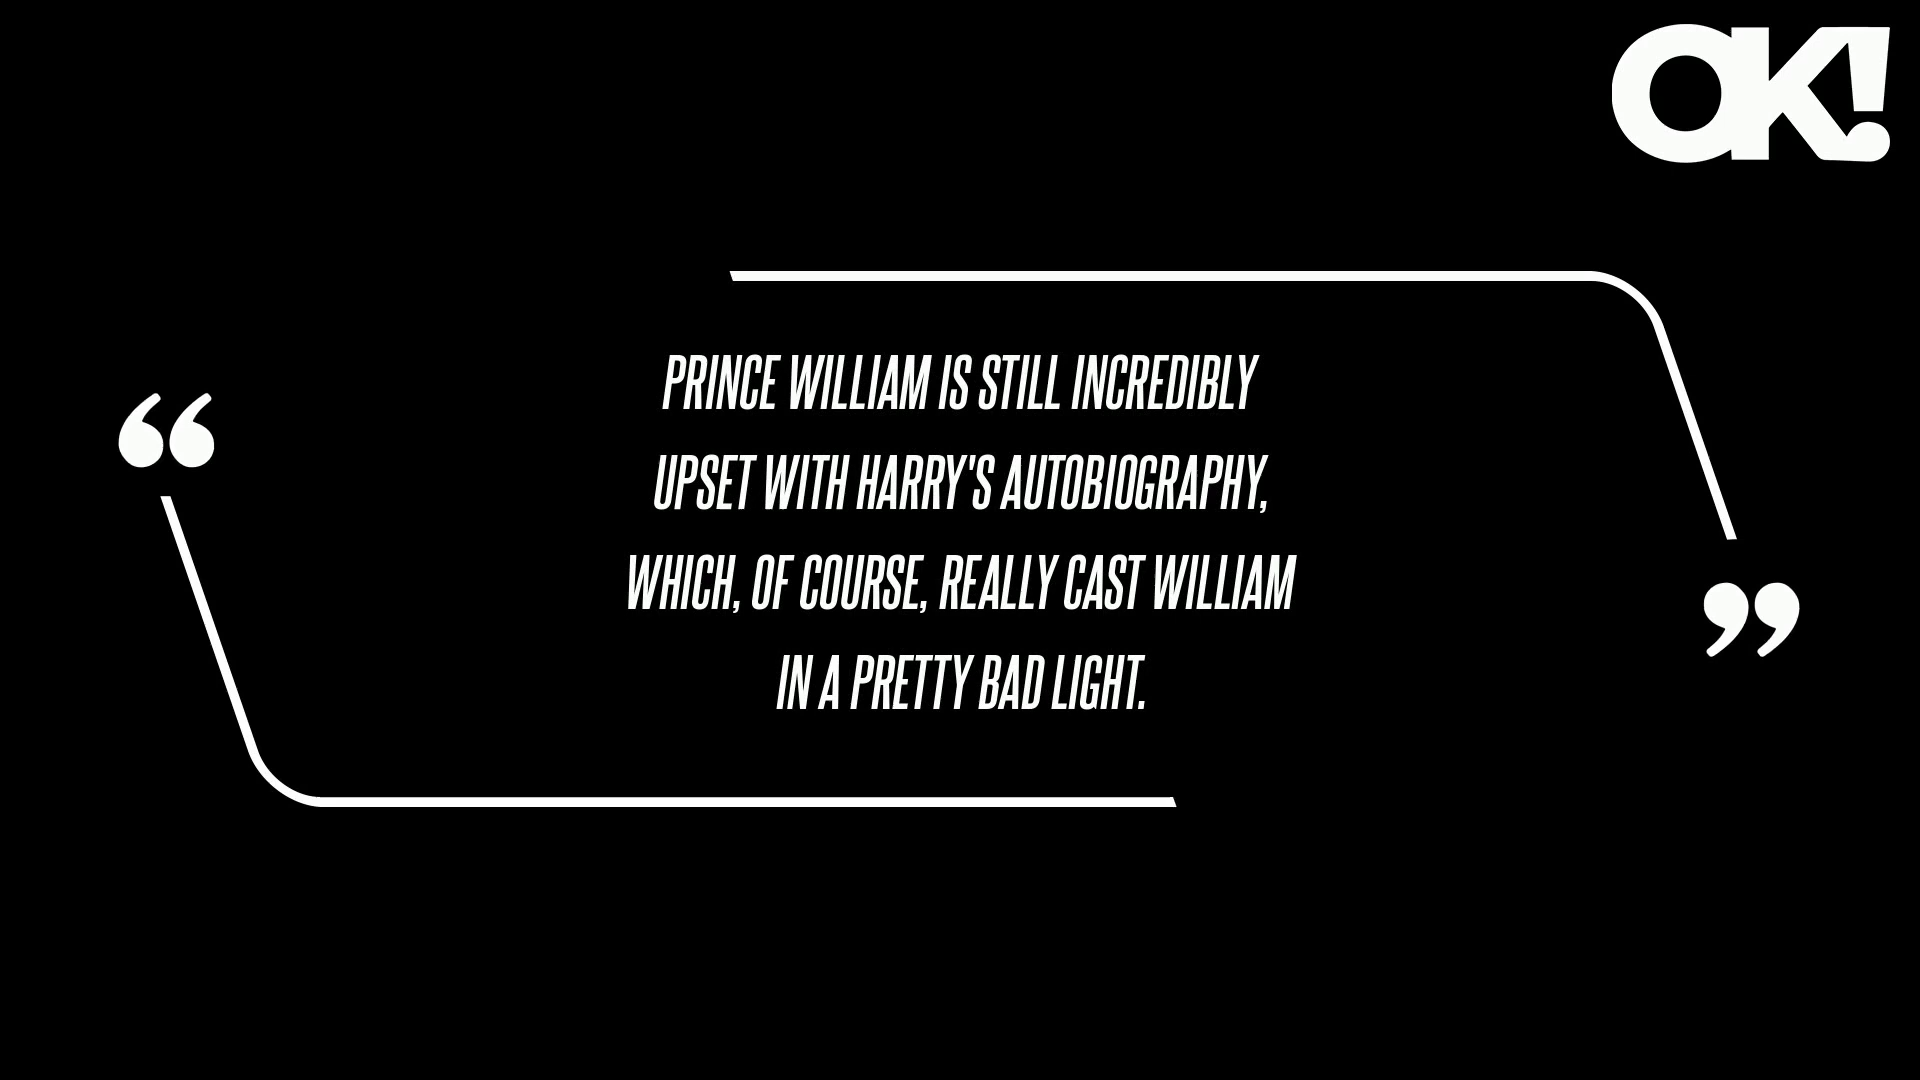 OK!
“
PRINCE WILLIAM IS STILL INCREDIBLY
UPSET WITH HARRY'S AUTOBIOGRAPHY,
WHICH, OF COURSE, REALLY CAST WILLIAM
IN A PRETTY BAD LIGHT.
”